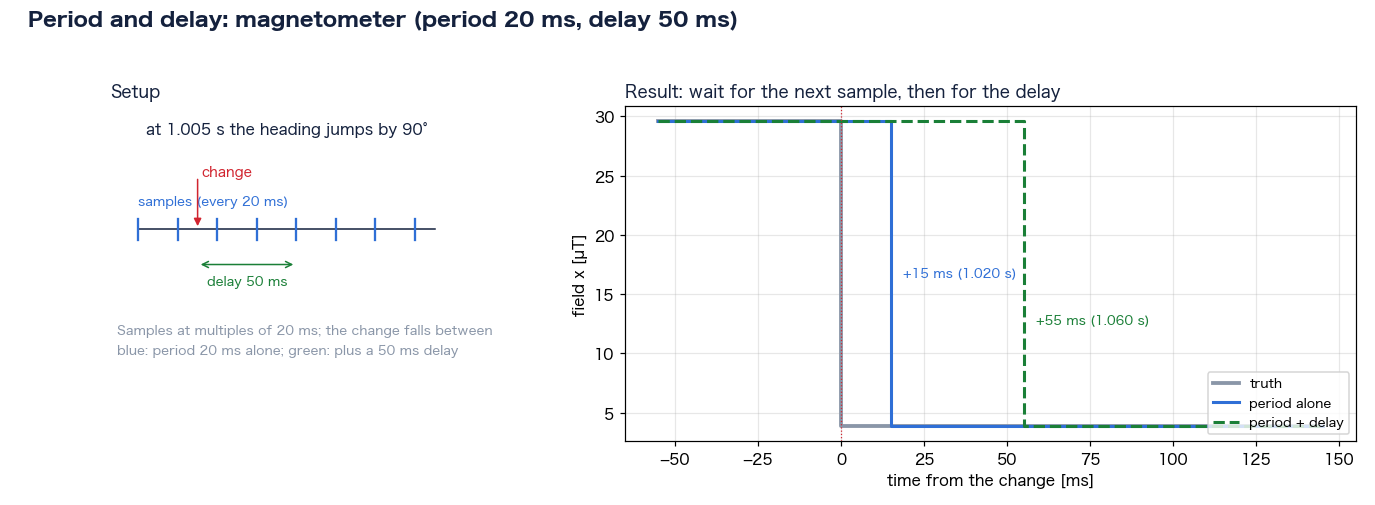 Period and delay: magnetometer (period 20 ms, delay 50 ms)
Setup
at 1.005 s the heading jumps by 90°
change
samples (every 20 ms)
delay 50 ms
Samples at multiples of 20 ms; the change falls between
blue: period 20 ms alone; green: plus a 50 ms delay
Result: wait for the next sample, then for the delay
30
25
20
15
10
5
field x [µT]
+15 ms (1.020 s)
+55 ms (1.060 s)
truth
period alone
period + delay
−50
−25
0
25
50
75
100
125
150
time from the change [ms]